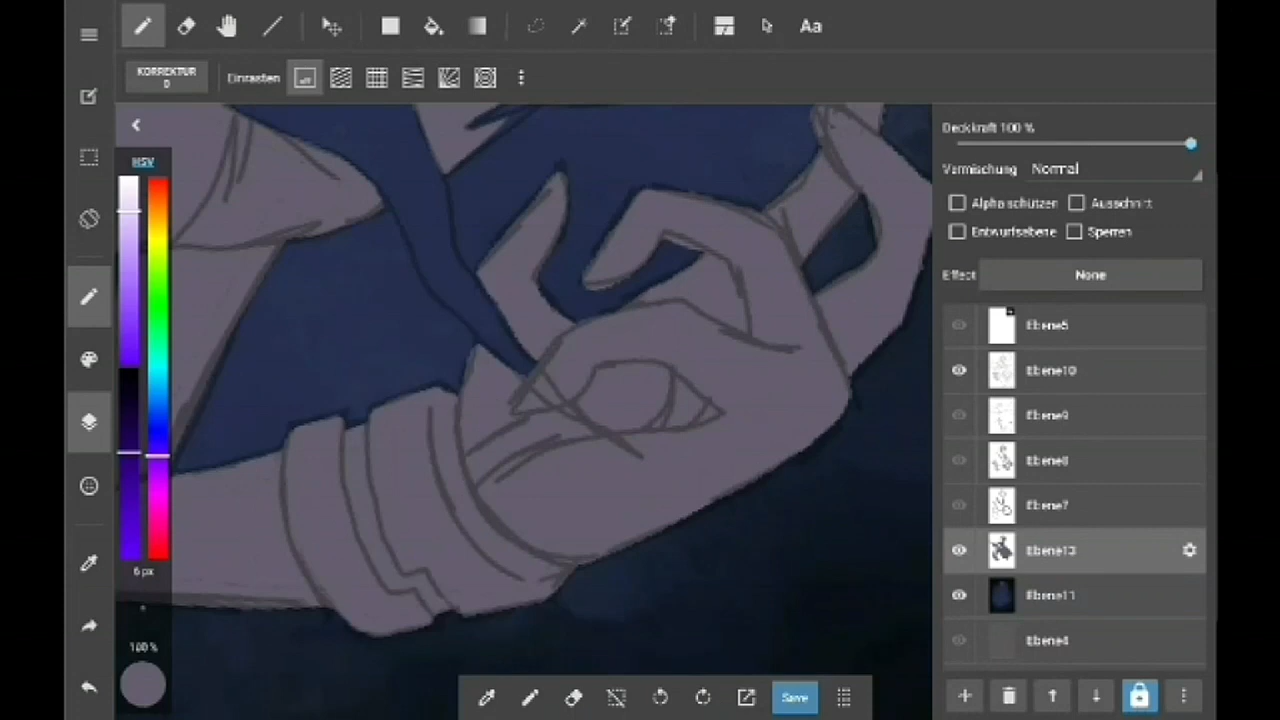 Aa
KORREKTUR
0
Einrasten
off
HSV
6 px
100 %
Deckkraft 100 %
Vermischung Normal
Alpha schützen Ausschnitt
Entwurfsebene Sperren
Effect None
Ebene5
Ebene10
Ebene9
Ebene8
Ebene7
Ebene13
Ebene11
Ebene4
Save